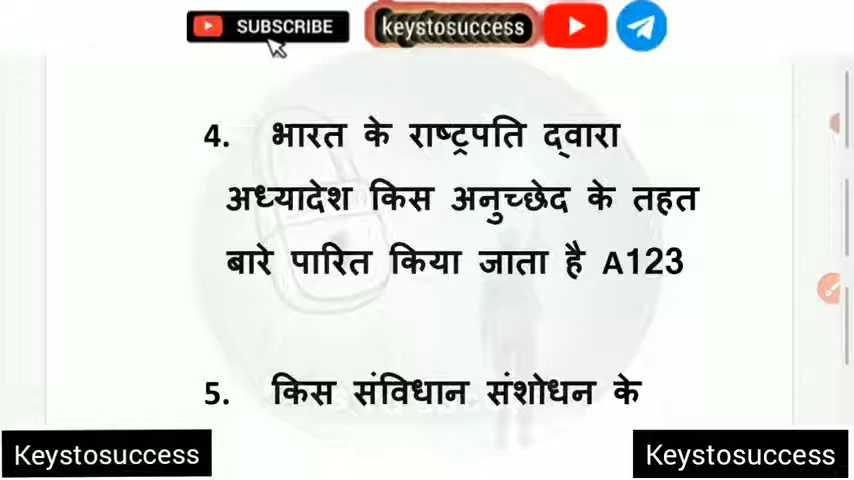 SUBSCRIBE
keystosuccess
4. भारत के राष्ट्रपति द्वारा
अध्यादेश किस अनुच्छेद के तहत
बारे पारित किया जाता है A123
5. किस संविधान संशोधन के
Keystosuccess
Keystosuccess